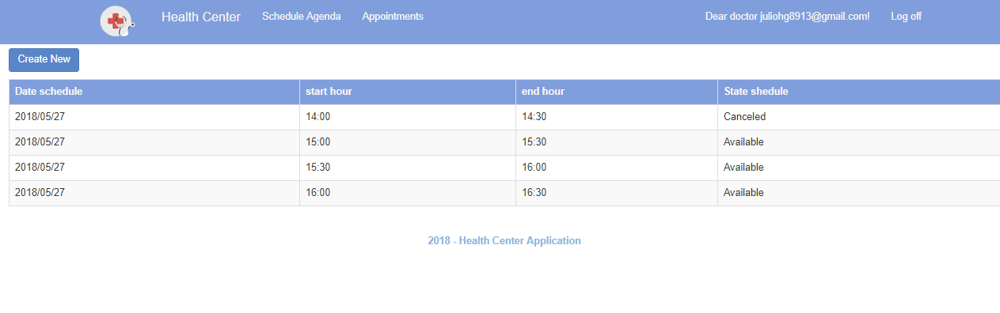 Health Center Schedule Agenda Appointments Dear doctor juliohg8913@gmail.com! Log off
Create New
Date schedule start hour end hour State shedule
2018/05/27 14:00 14:30 Canceled
2018/05/27 15:00 15:30 Available
2018/05/27 15:30 16:00 Available
2018/05/27 16:00 16:30 Available
2018 - Health Center Application